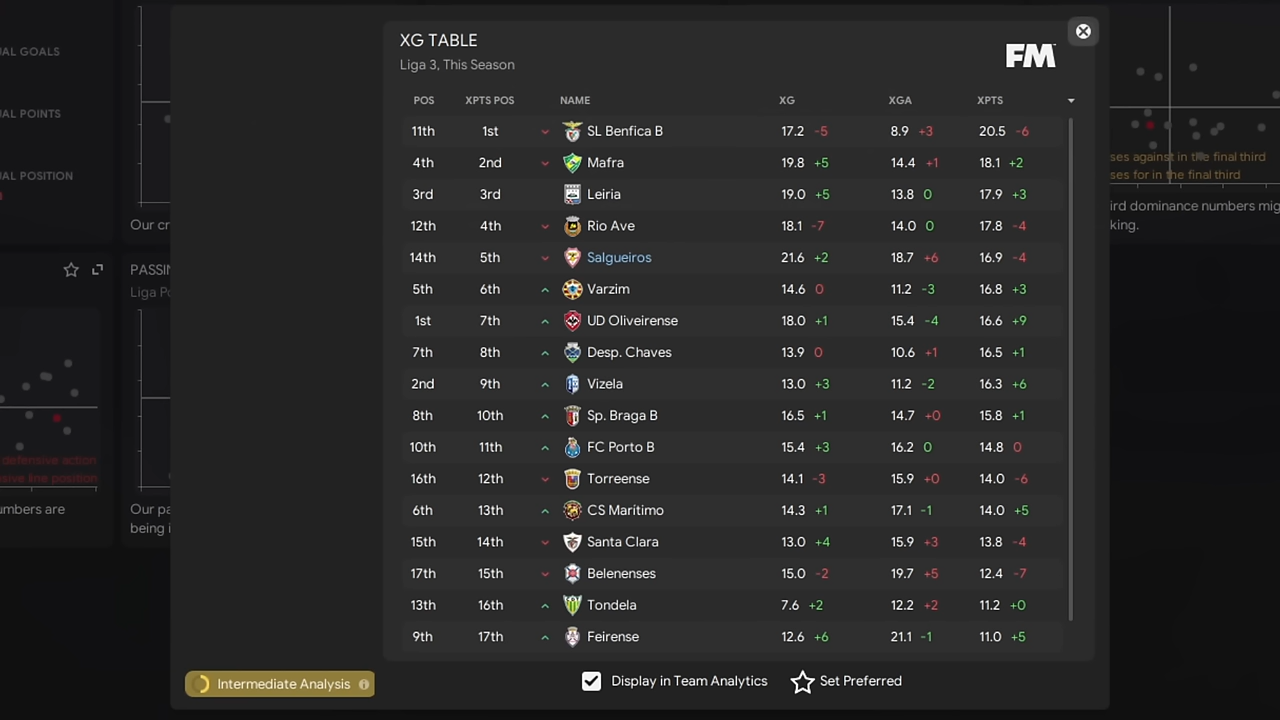 XG TABLE
Liga 3, This Season
FM
POS XPTS POS NAME XG XGA XPTS
11th 1st SL Benfica B 17.2 -5 8.9 +3 20.5 -6
4th 2nd Mafra 19.8 +5 14.4 +1 18.1 +2
3rd 3rd Leiria 19.0 +5 13.8 0 17.9 +3
12th 4th Rio Ave 18.1 -7 14.0 0 17.8 -4
14th 5th Salgueiros 21.6 +2 18.7 +6 16.9 -4
5th 6th Varzim 14.6 0 11.2 -3 16.8 +3
1st 7th UD Oliveirense 18.0 +1 15.4 -4 16.6 +9
7th 8th Desp. Chaves 13.9 0 10.6 +1 16.5 +1
2nd 9th Vizela 13.0 +3 11.2 -2 16.3 +6
8th 10th Sp. Braga B 16.5 +1 14.7 +0 15.8 +1
10th 11th FC Porto B 15.4 +3 16.2 0 14.8 0
16th 12th Torreense 14.1 -3 15.9 +0 14.0 -6
6th 13th CS Marítimo 14.3 +1 17.1 -1 14.0 +5
15th 14th Santa Clara 13.0 +4 15.9 +3 13.8 -4
17th 15th Belenenses 15.0 -2 19.7 +5 12.4 -7
13th 16th Tondela 7.6 +2 12.2 +2 11.2 +0
9th 17th Feirense 12.6 +6 21.1 -1 11.0 +5
Intermediate Analysis
Display in Team Analytics
Set Preferred
UAL GOALS
UAL POINTS
UAL POSITION
Our cr
PASSIN
Liga Po
defensive action
sive line position
umbers are
Our pa
being i
ses against in the final third
ses for in the final third
ird dominance numbers mig
king.